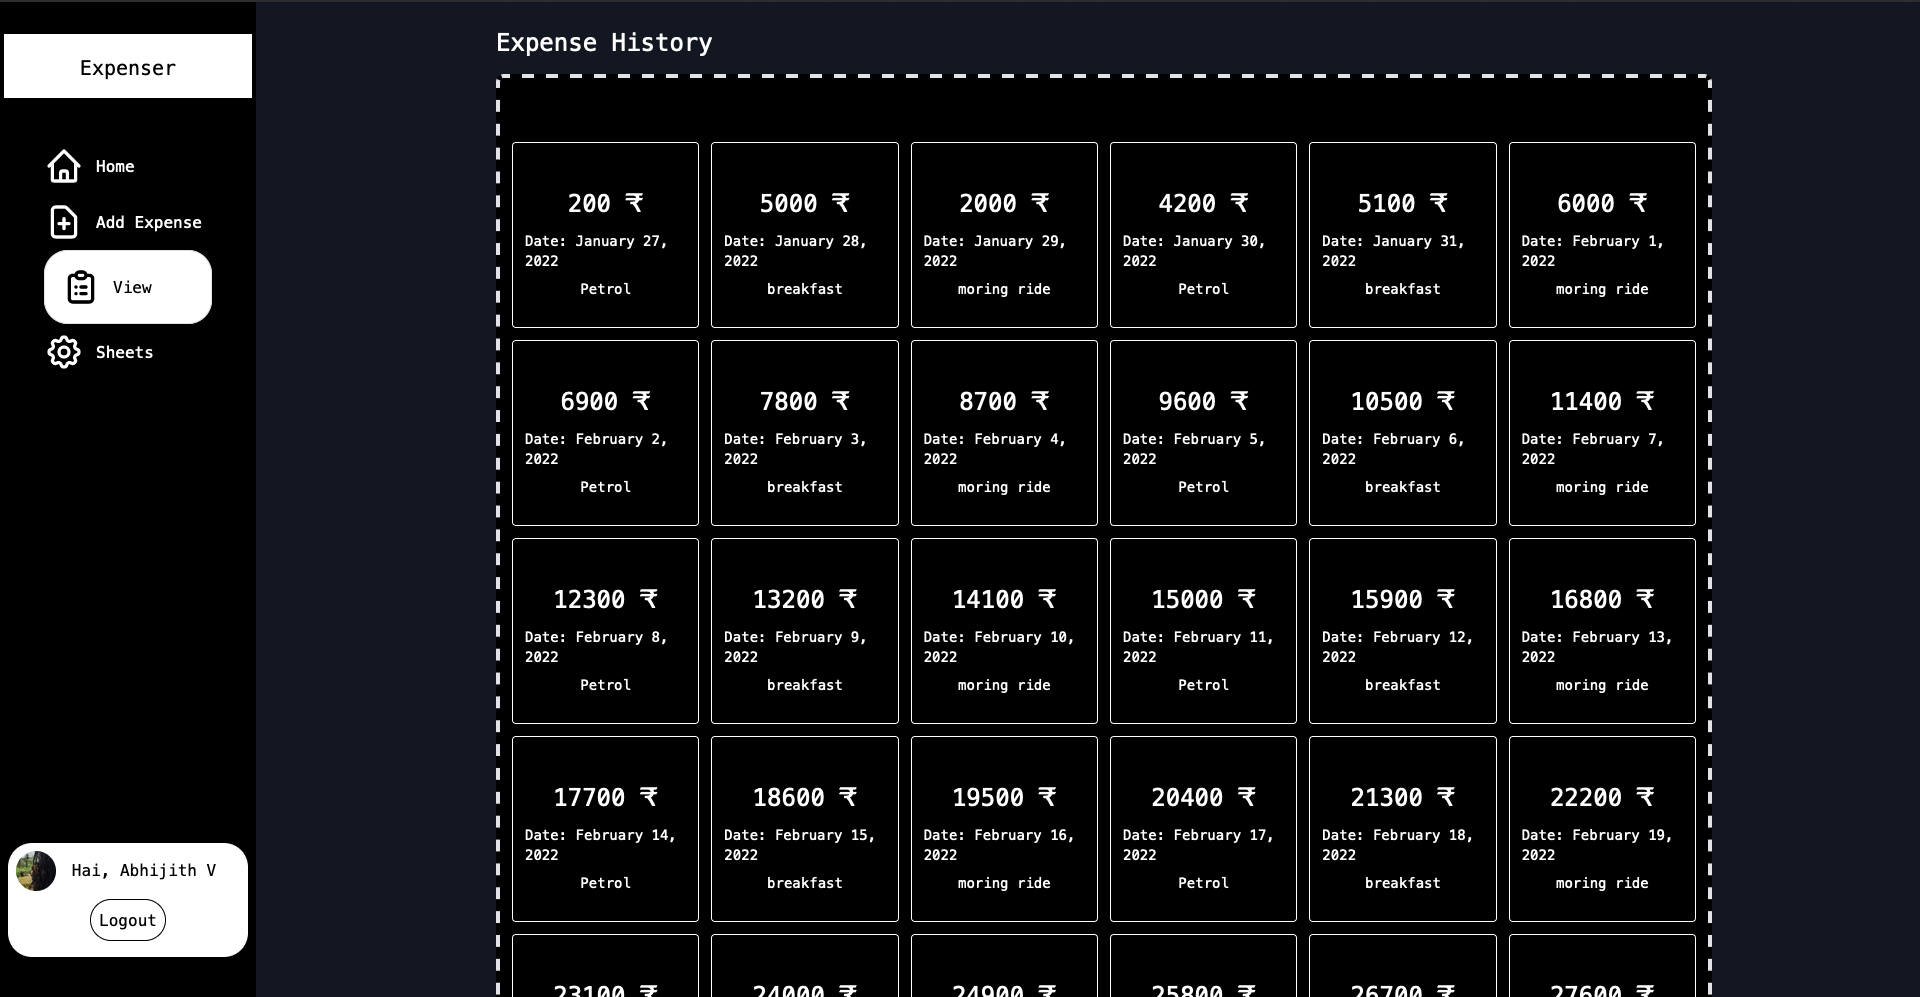 Expenser
Home
Add Expense
View
Sheets
Hai, Abhijith V
Logout
Expense History
200 ₹
Date: January 27,
2022
Petrol
5000 ₹
Date: January 28,
2022
breakfast
2000 ₹
Date: January 29,
2022
moring ride
4200 ₹
Date: January 30,
2022
Petrol
5100 ₹
Date: January 31,
2022
breakfast
6000 ₹
Date: February 1,
2022
moring ride
6900 ₹
Date: February 2,
2022
Petrol
7800 ₹
Date: February 3,
2022
breakfast
8700 ₹
Date: February 4,
2022
moring ride
9600 ₹
Date: February 5,
2022
Petrol
10500 ₹
Date: February 6,
2022
breakfast
11400 ₹
Date: February 7,
2022
moring ride
12300 ₹
Date: February 8,
2022
Petrol
13200 ₹
Date: February 9,
2022
breakfast
14100 ₹
Date: February 10,
2022
moring ride
15000 ₹
Date: February 11,
2022
Petrol
15900 ₹
Date: February 12,
2022
breakfast
16800 ₹
Date: February 13,
2022
moring ride
17700 ₹
Date: February 14,
2022
Petrol
18600 ₹
Date: February 15,
2022
breakfast
19500 ₹
Date: February 16,
2022
moring ride
20400 ₹
Date: February 17,
2022
Petrol
21300 ₹
Date: February 18,
2022
breakfast
22200 ₹
Date: February 19,
2022
moring ride
23100 ₹
24000 ₹
24900 ₹
25800 ₹
26700 ₹
27600 ₹